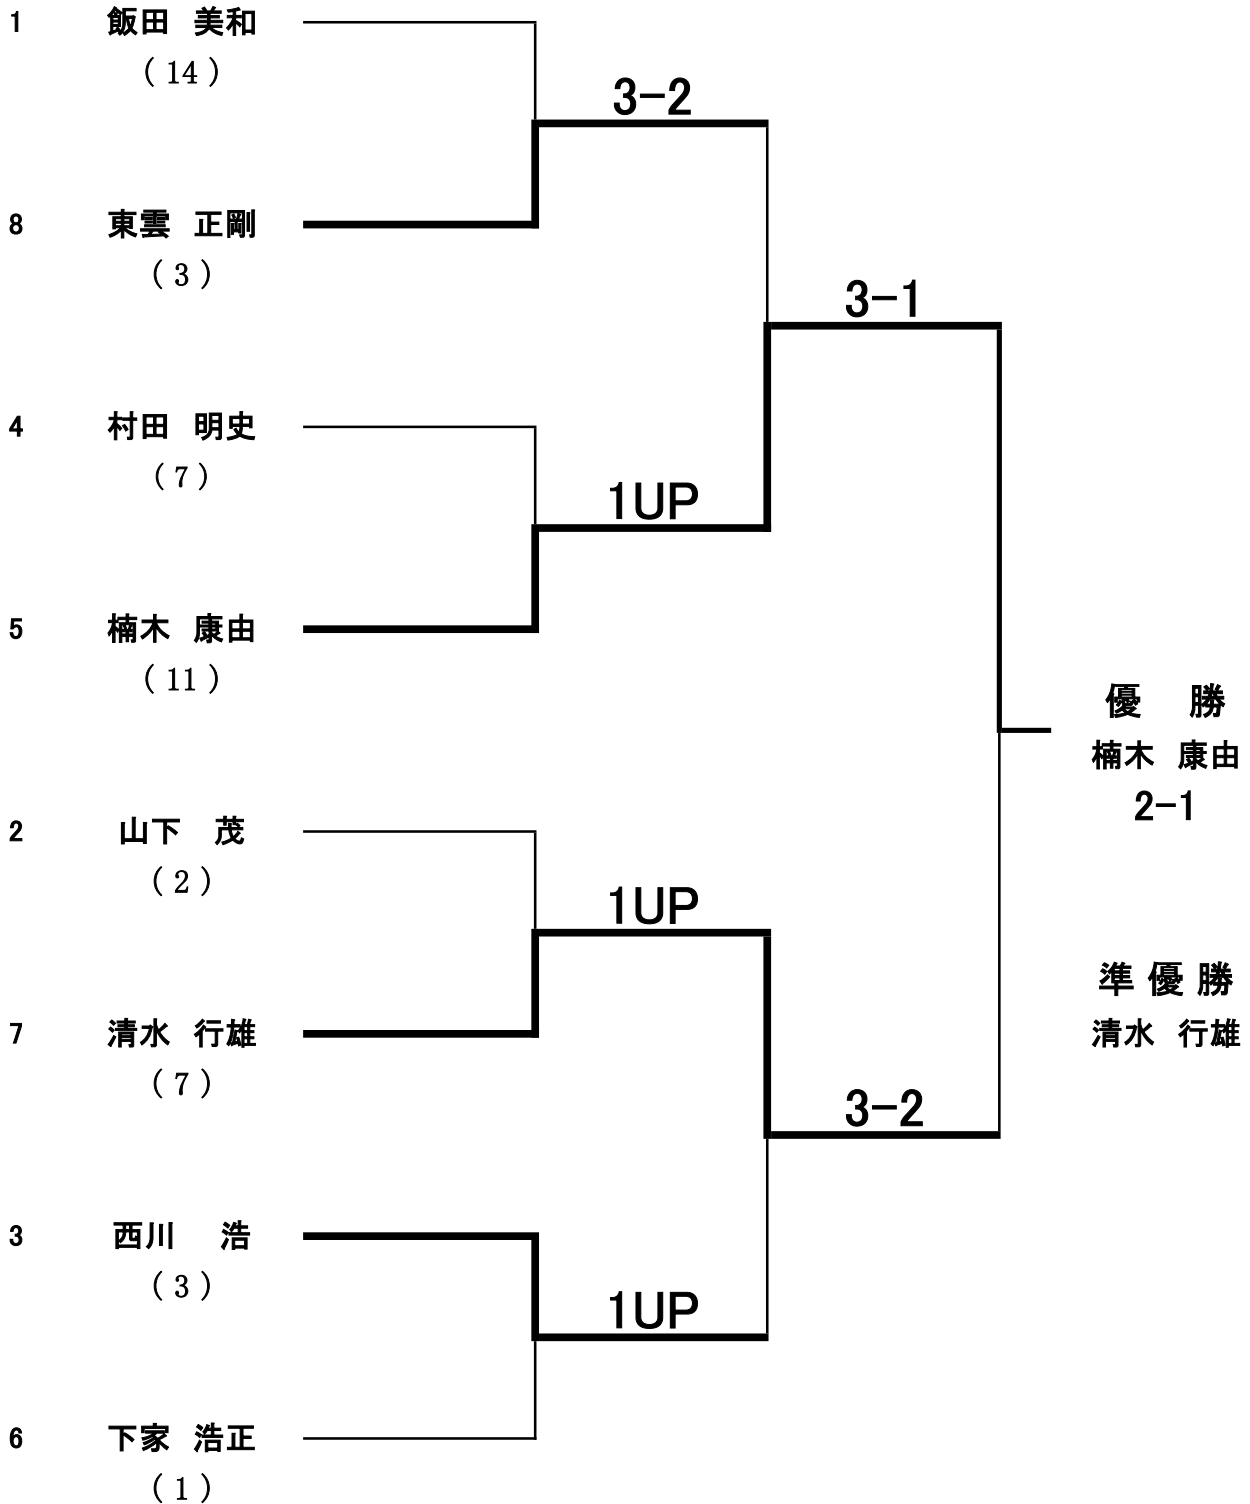 1 飯田 美和
( 14 )
3-2
8 東雲 正剛
( 3 )
3-1
4 村田 明史
( 7 )
1UP
5 楠木 康由
( 11 )
優 勝
楠木 康由
2-1
2 山下 茂
( 2 )
1UP
準 優 勝
7 清水 行雄
清水 行雄
( 7 )
3-2
3 西川 浩
( 3 )
1UP
6 下家 浩正
( 1 )